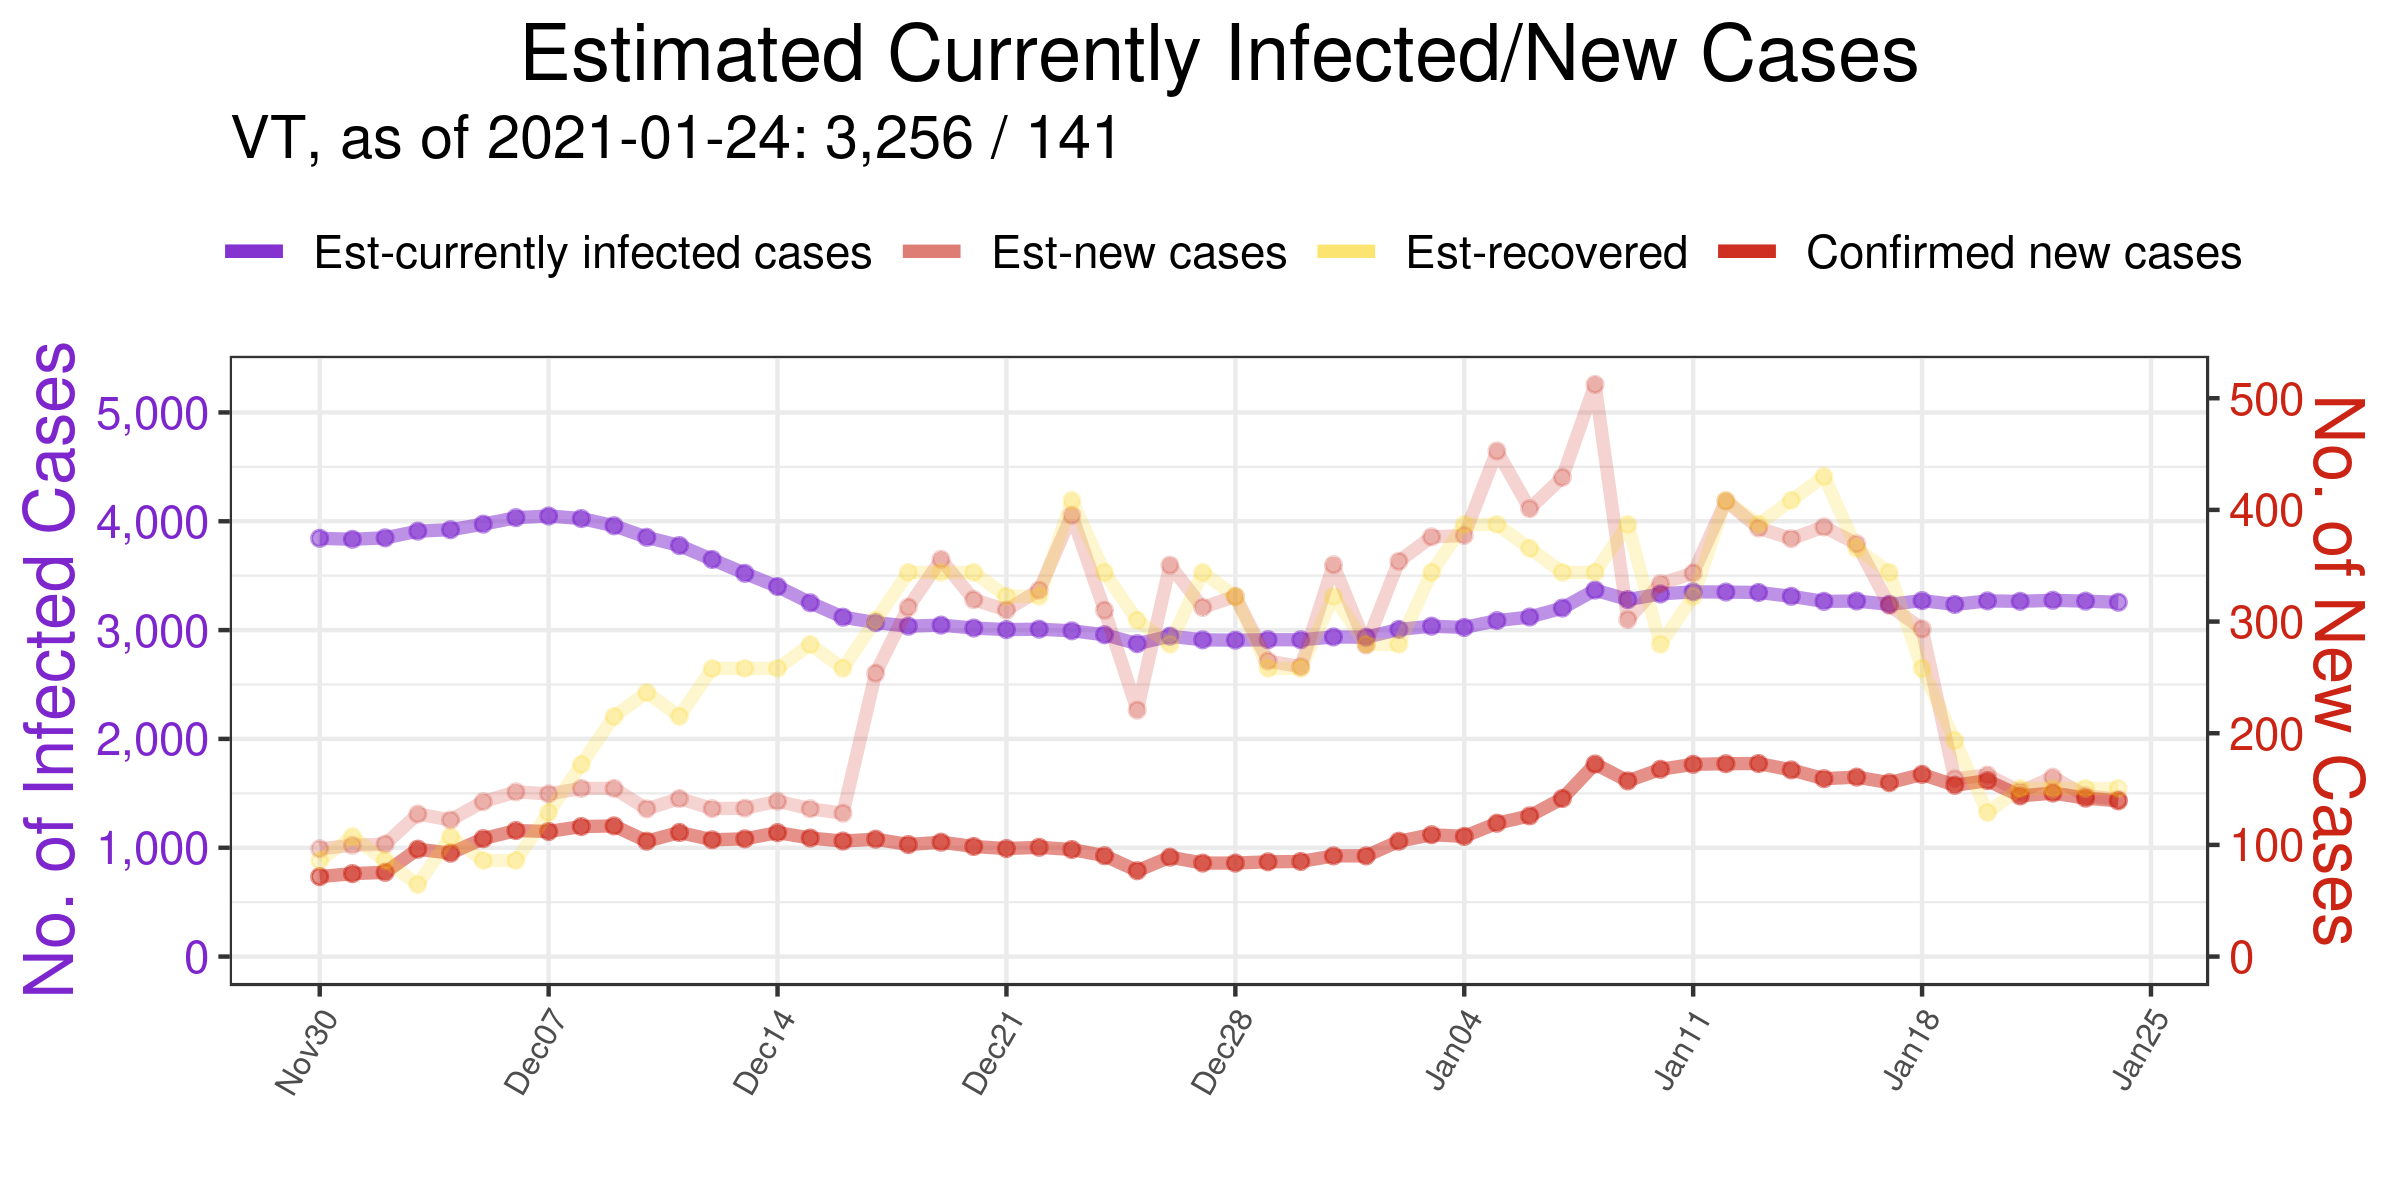 Estimated Currently Infected/New Cases
VT, as of 2021-01-24: 3,256 / 141
Est-currently infected cases Est-new cases Est-recovered Confirmed new cases
No. of Infected Cases
5,000
4,000
3,000
2,000
1,000
0
500
400
300
200
100
0
No. of New Cases
Nov30 Dec07 Dec14 Dec21 Dec28 Jan04 Jan11 Jan18 Jan25